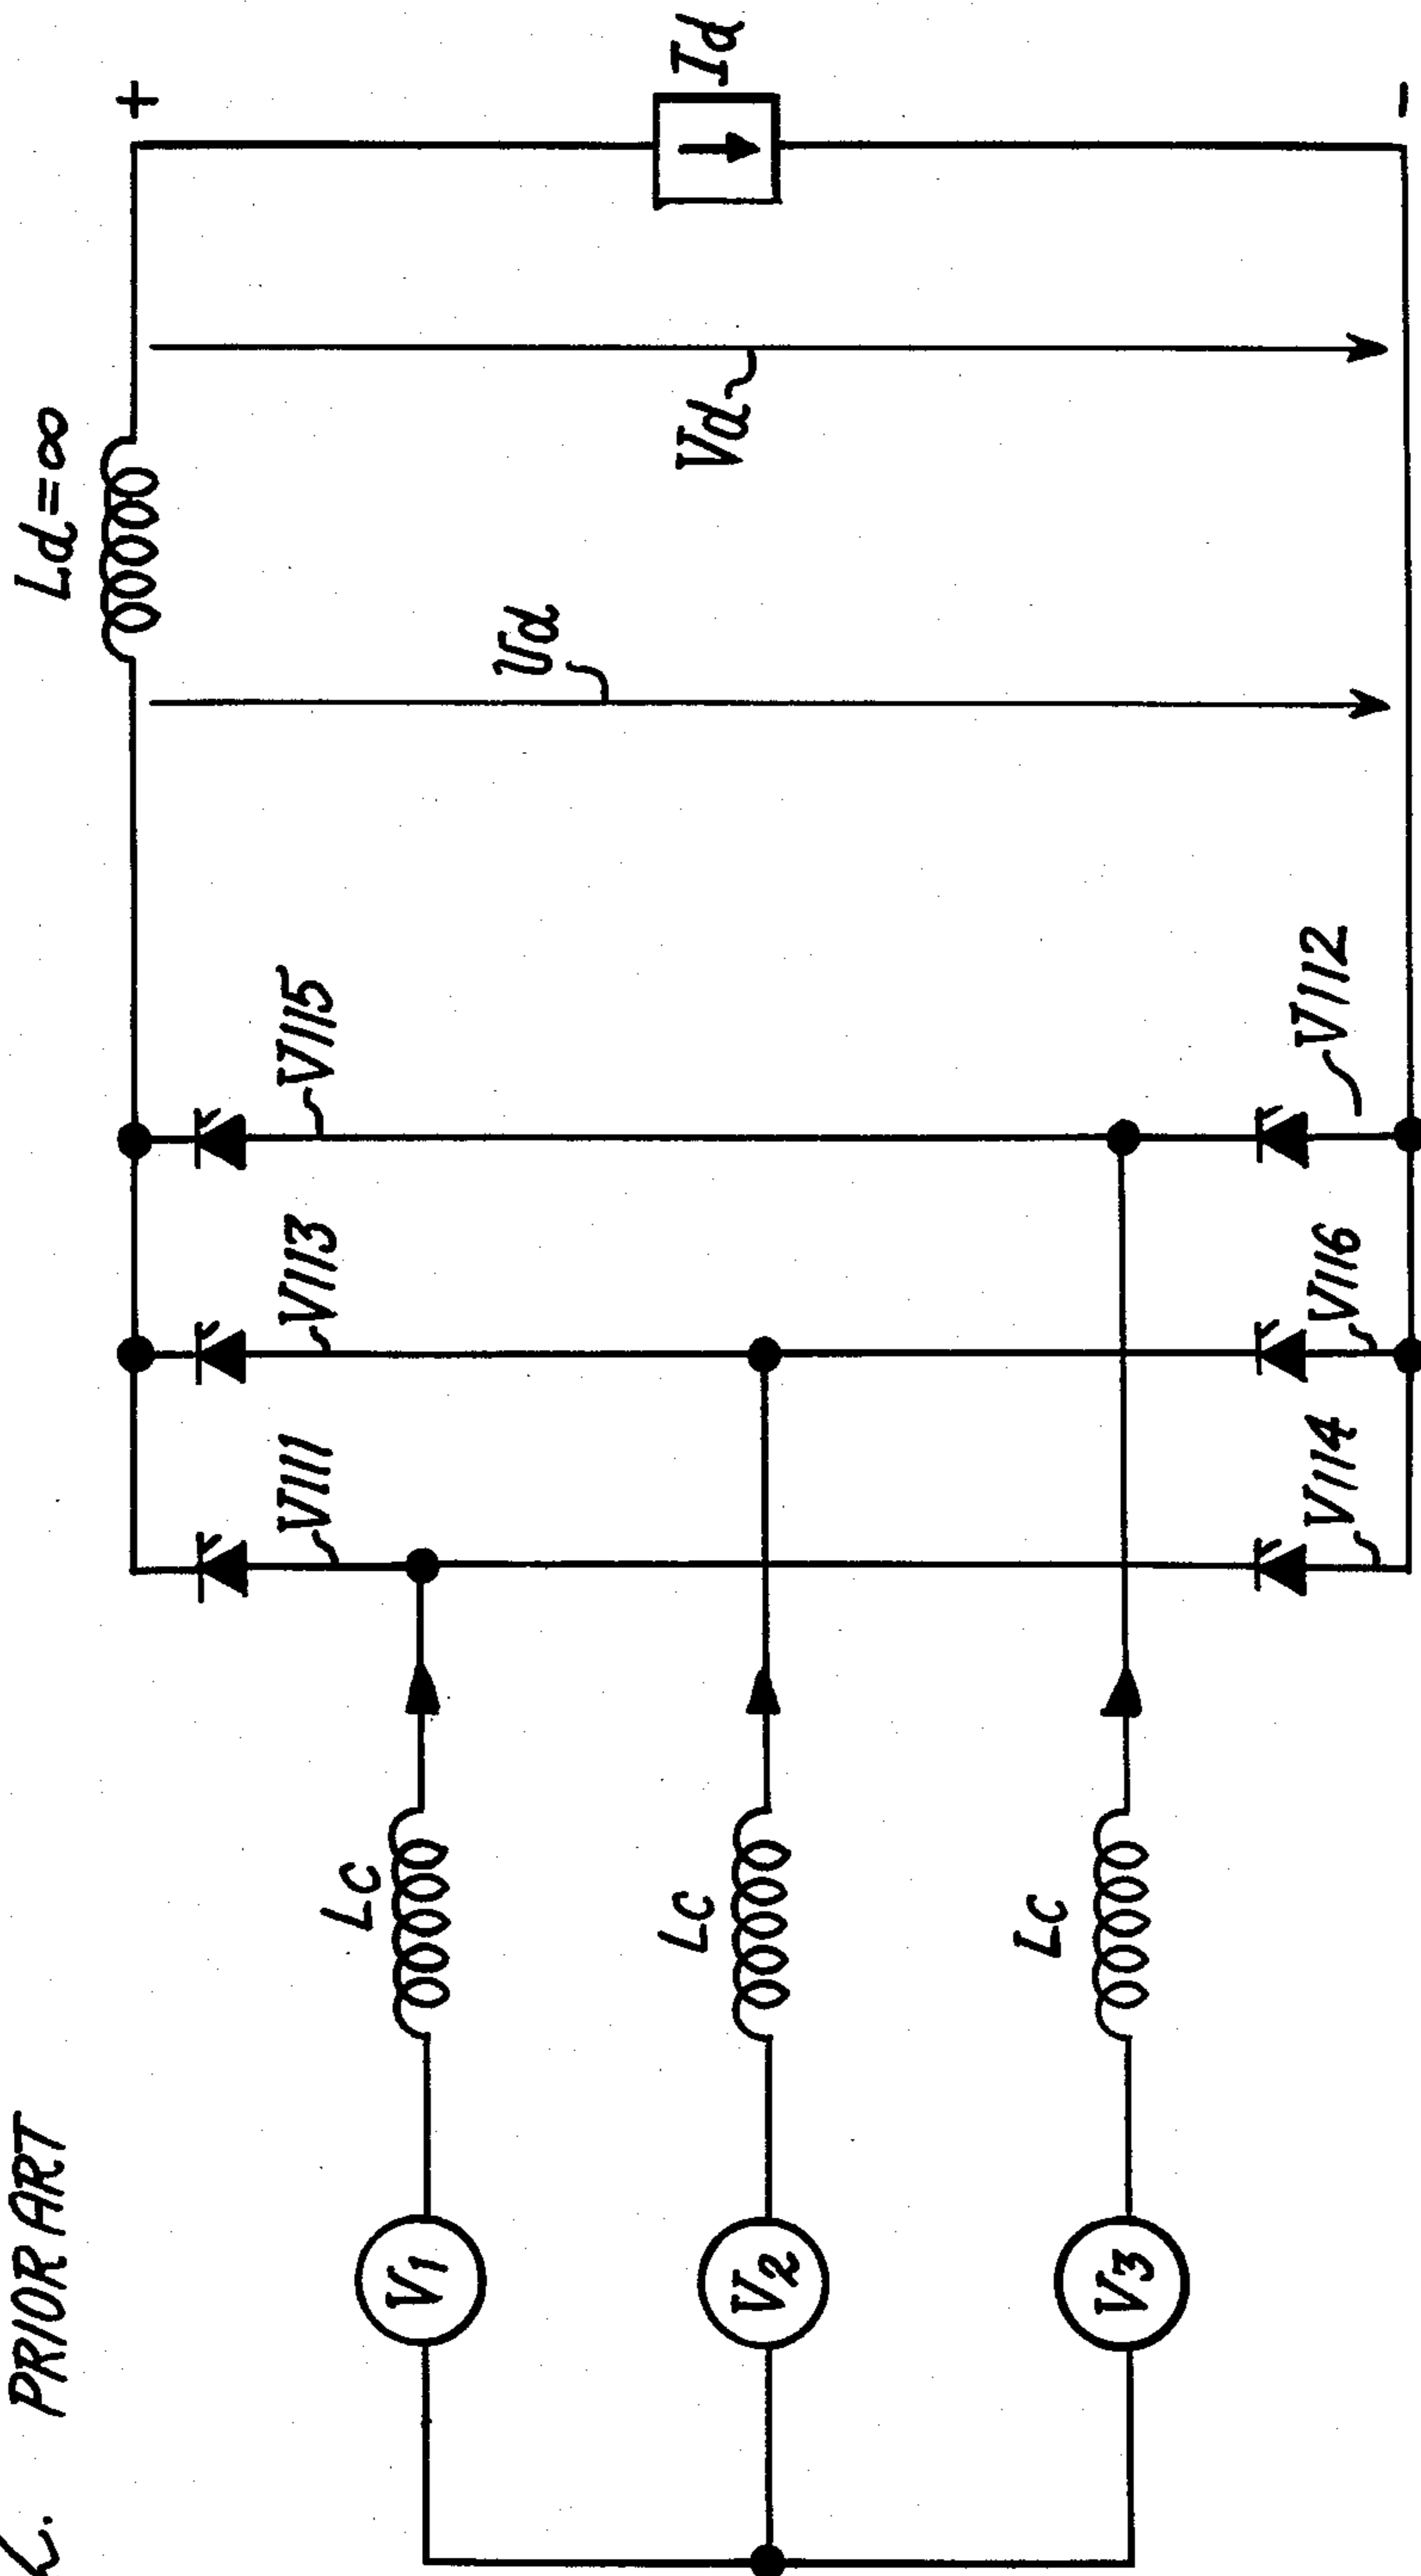 PRIOR ART
Ld=∞
+
V111
V113
V115
Ud
Vd
Id
V1
Lc
V2
Lc
V3
Lc
V114
V116
V112
-